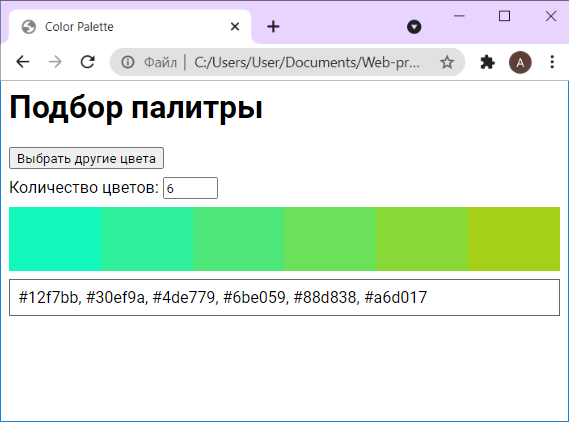 Color Palette
Файл | C:/Users/User/Documents/Web-pr... A
Подбор палитры
Выбрать другие цвета
Количество цветов: 6
#12f7bb, #30ef9a, #4de779, #6be059, #88d838, #a6d017